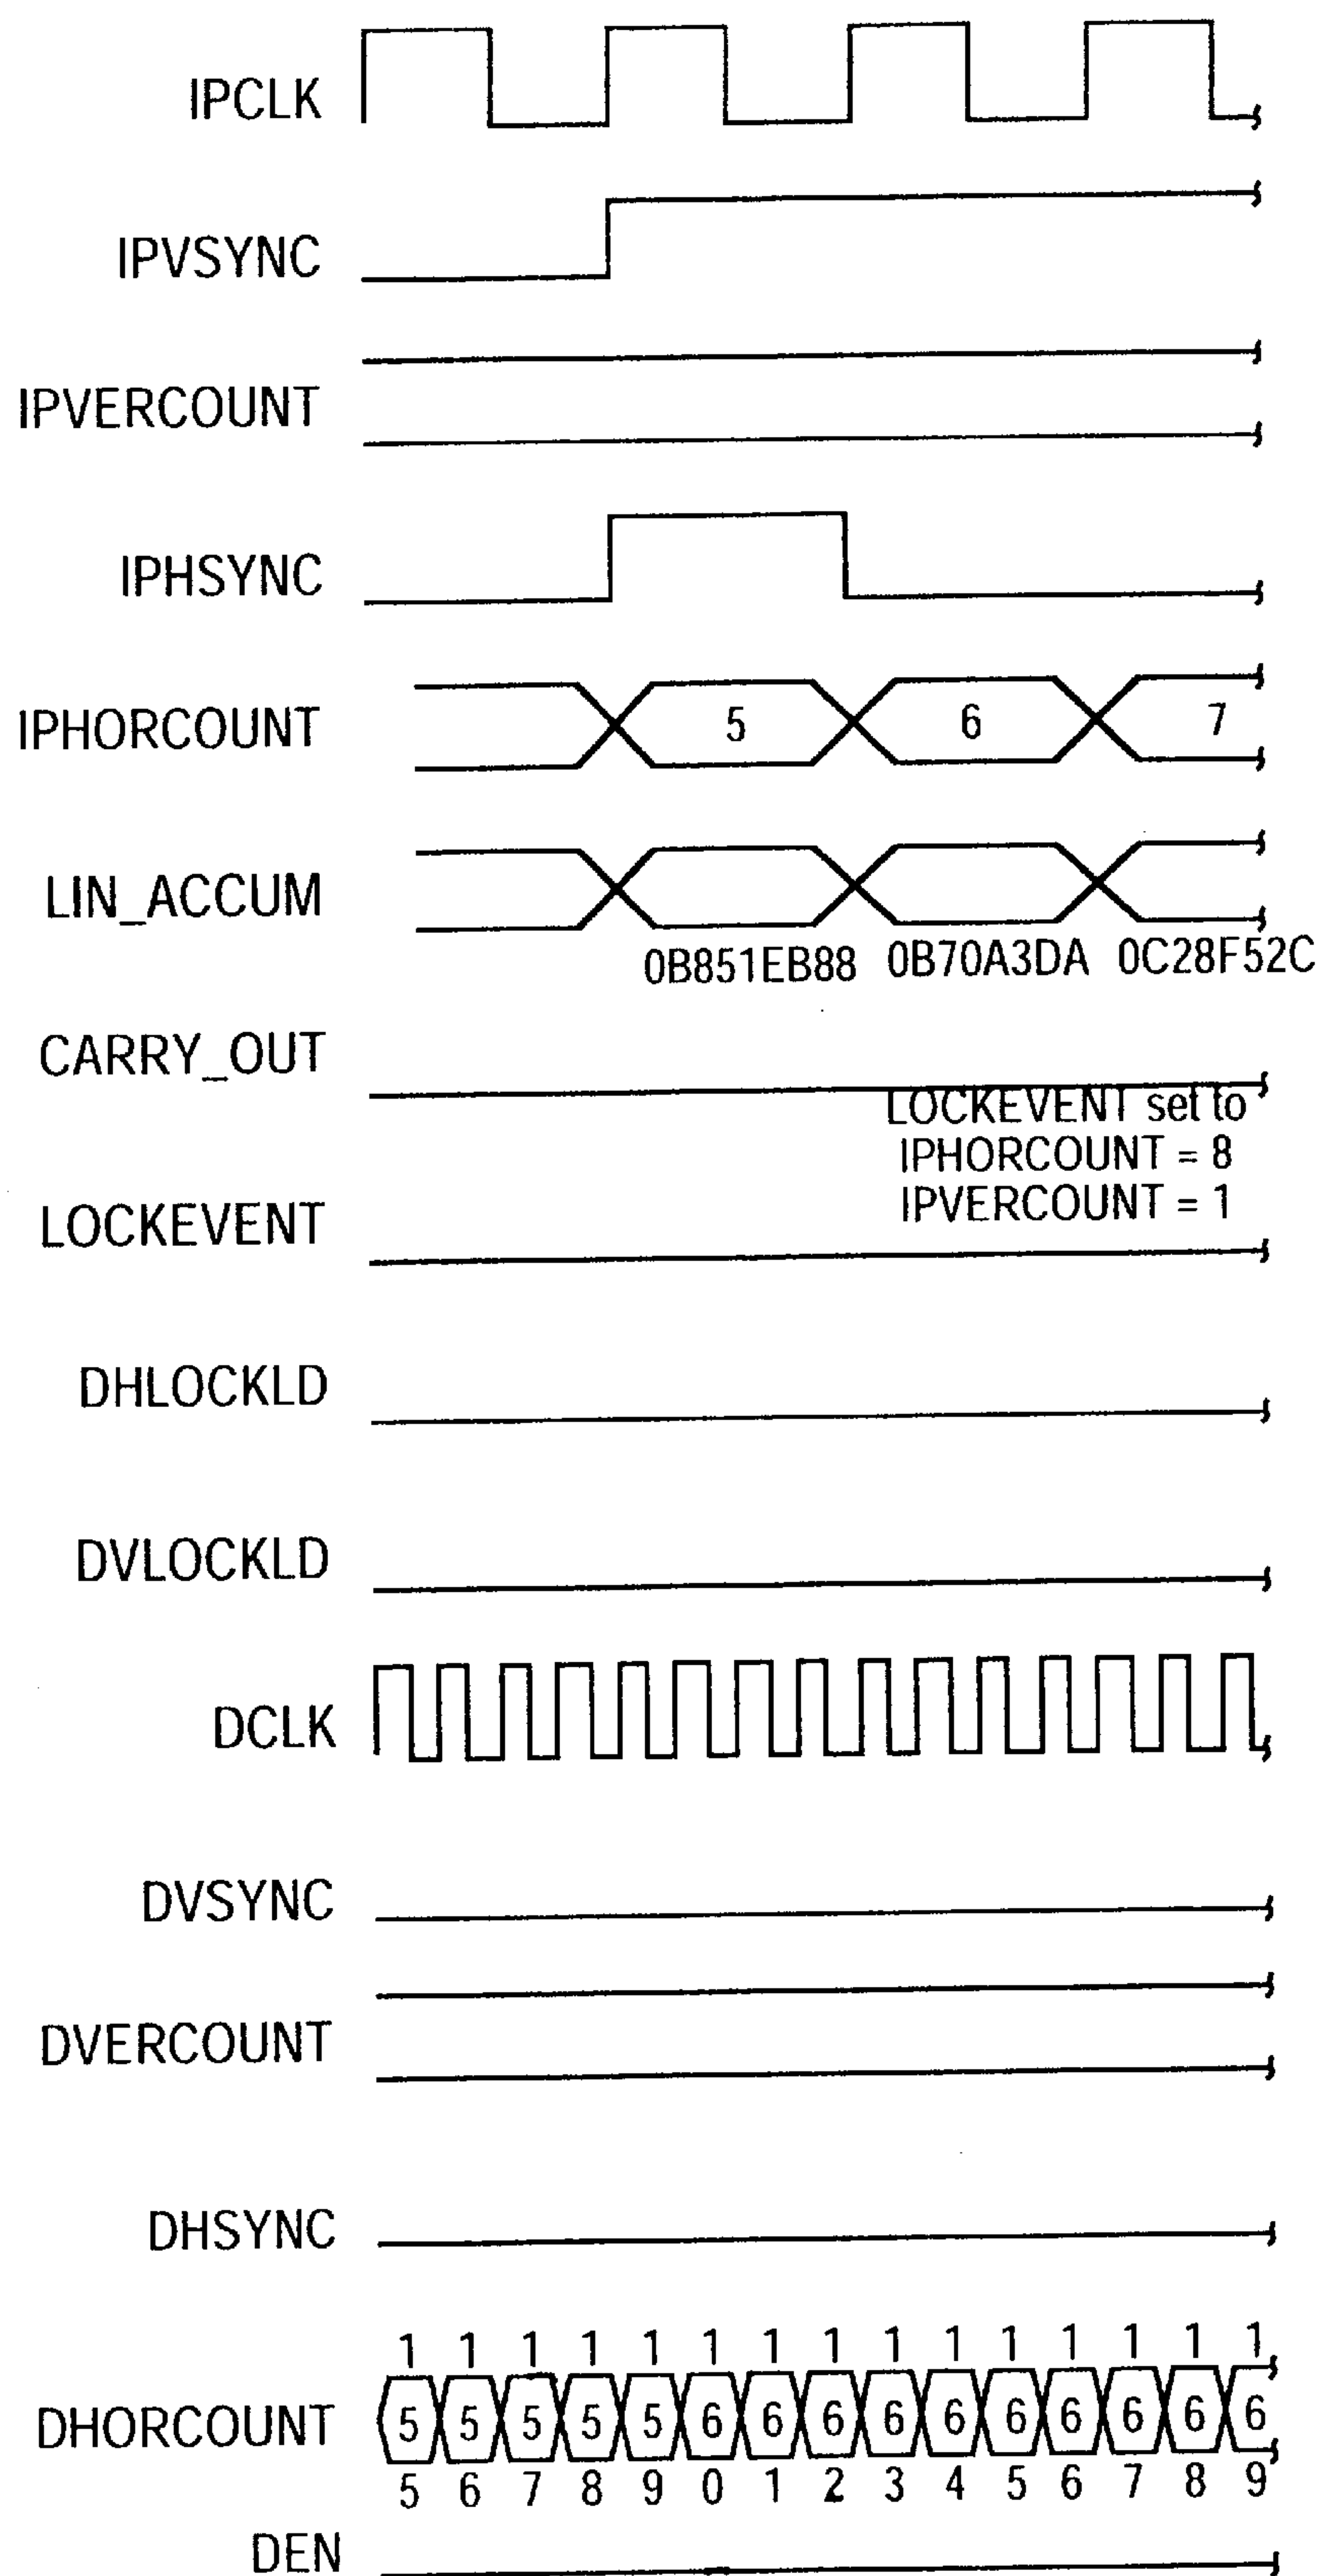 IPCLK
IPVSYNC
IPVERCOUNT
IPHSYNC
IPHORCOUNT 5 6 7
LIN_ACCUM
0B851EB88 0B70A3DA 0C28F52C
CARRY_OUT
LOCKEVENT set to
IPHORCOUNT = 8
IPVERCOUNT = 1
LOCKEVENT
DHLOCKLD
DVLOCKLD
DCLK
DVSYNC
DVERCOUNT
DHSYNC
1 1 1 1 1 1 1 1 1 1 1 1 1 1 1
DHORCOUNT 5 5 5 5 5 6 6 6 6 6 6 6 6 6 6
5 6 7 8 9 0 1 2 3 4 5 6 7 8 9
DEN